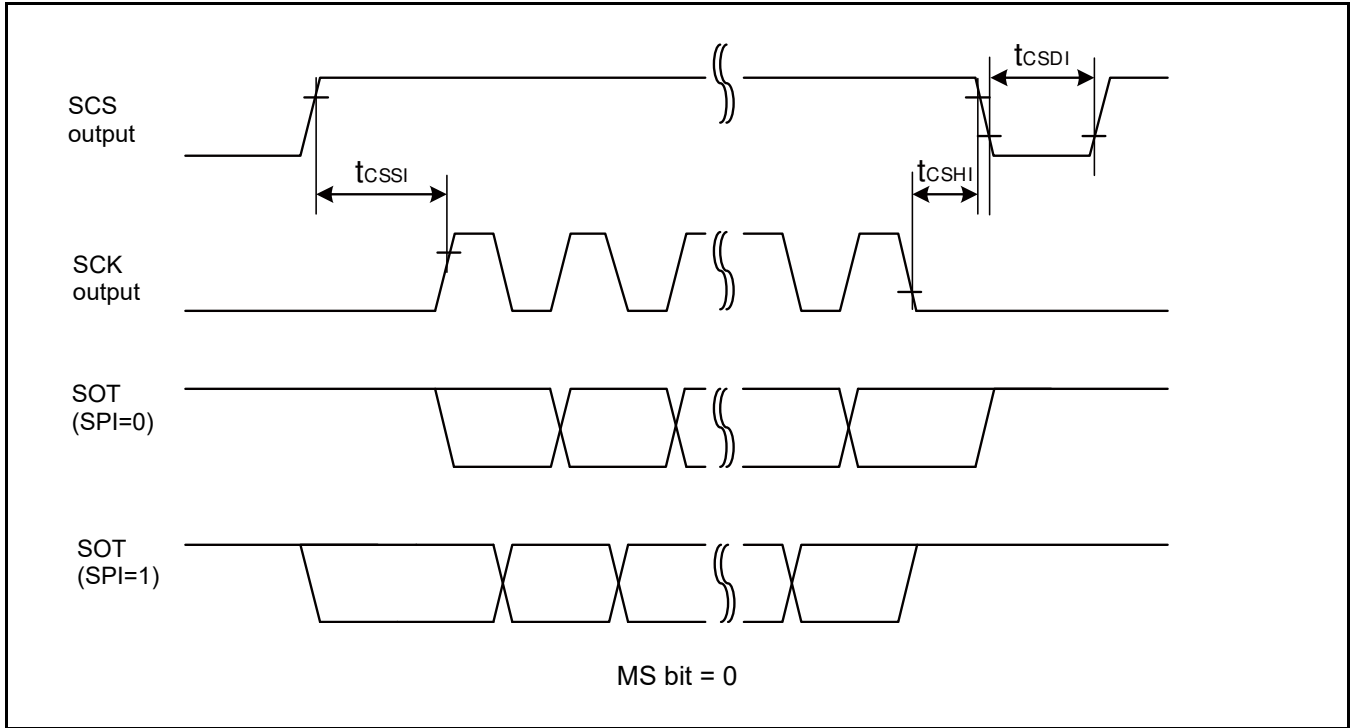 tCSDI
SCS
output
tCSSI
tCSHI
SCK
output
SOT
(SPI=0)
SOT
(SPI=1)
MS bit = 0